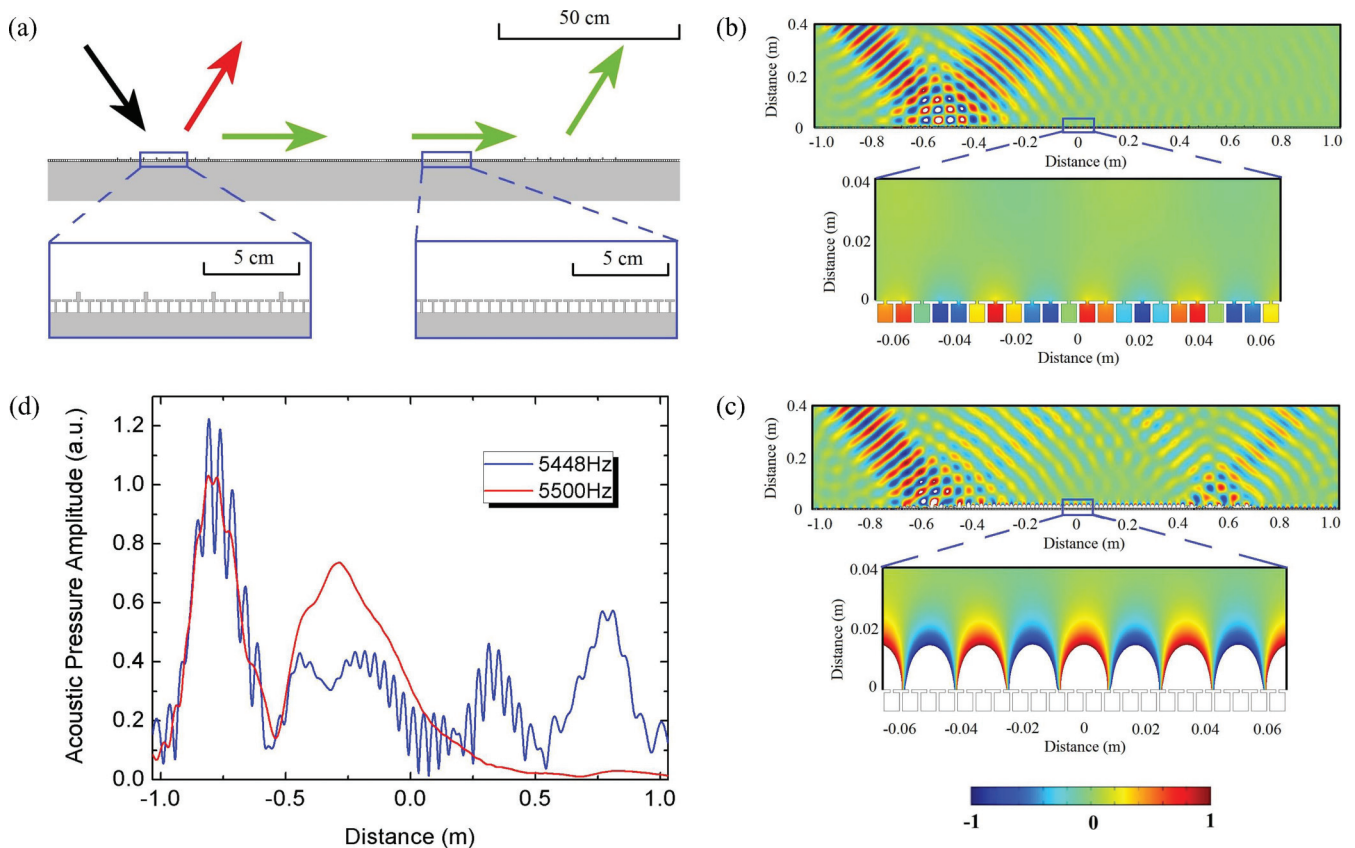 (a)
50 cm
5 cm
5 cm
(b)
Distance (m)
0.4
0.2
0
-1.0 -0.8 -0.6 -0.4 -0.2 0 0.2 0.4 0.6 0.8 1.0
Distance (m)
Distance (m)
0.04
0.02
0
-0.06 -0.04 -0.02 0 0.02 0.04 0.06
Distance (m)
(d)
Acoustic Pressure Amplitude (a.u.)
1.2
1.0
0.8
0.6
0.4
0.2
0.0
5448Hz
5500Hz
-1.0 -0.5 0.0 0.5 1.0
Distance (m)
(c)
Distance (m)
0.4
0.2
0
-1.0 -0.8 -0.6 -0.4 -0.2 0 0.2 0.4 0.6 0.8 1.0
Distance (m)
Distance (m)
0.04
0.02
0
-0.06 -0.04 -0.02 0 0.02 0.04 0.06
Distance (m)
-1 0 1